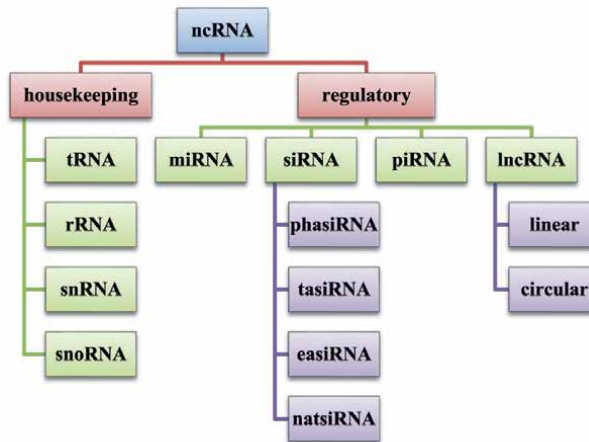 ncRNA
housekeeping
regulatory
tRNA
rRNA
snRNA
snoRNA
miRNA
siRNA
piRNA
lncRNA
phasiRNA
tasiRNA
easiRNA
natsiRNA
linear
circular